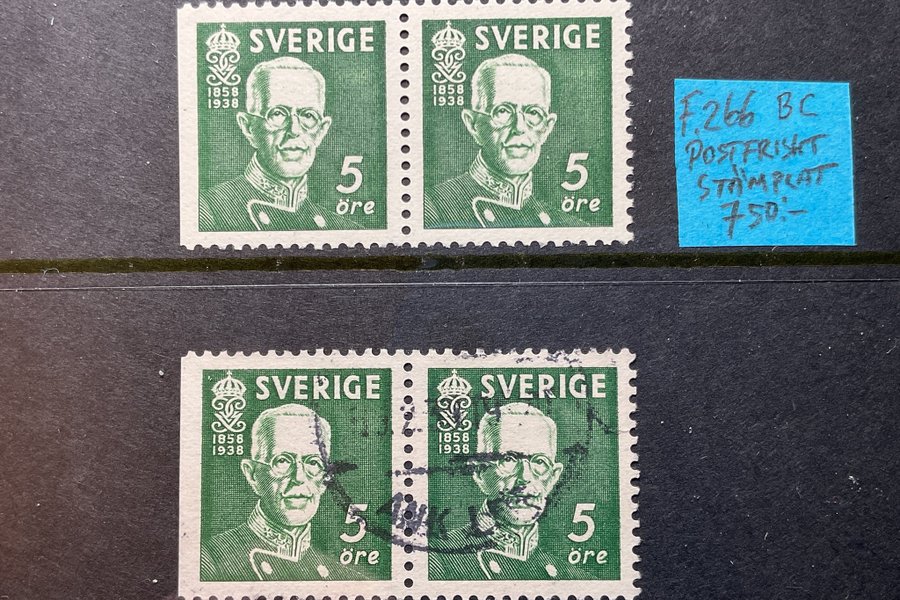 SVERIGE
1858
1938
5
öre
SVERIGE
1858
1938
5
öre
F.266 BC
POSTFRISKT
STÄMPLAT
750:-
SVERIGE
1858
1938
5
öre
SVERIGE
1858
1938
5
öre